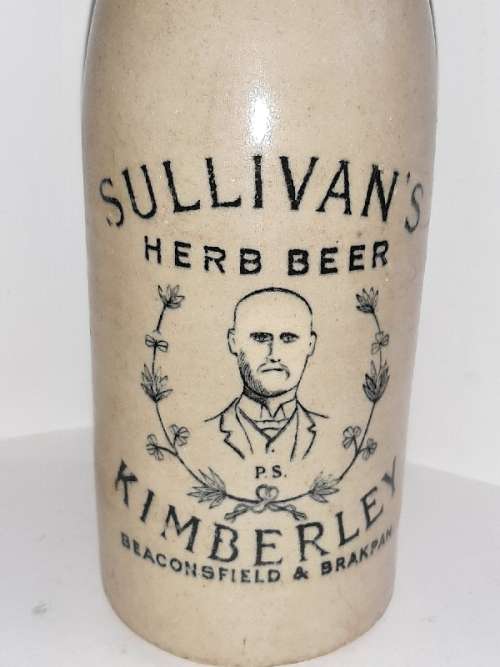 SULLIVAN'S
HERB BEER
P.S.
KIMBERLEY
BEACONSFIELD & BRAKPAN